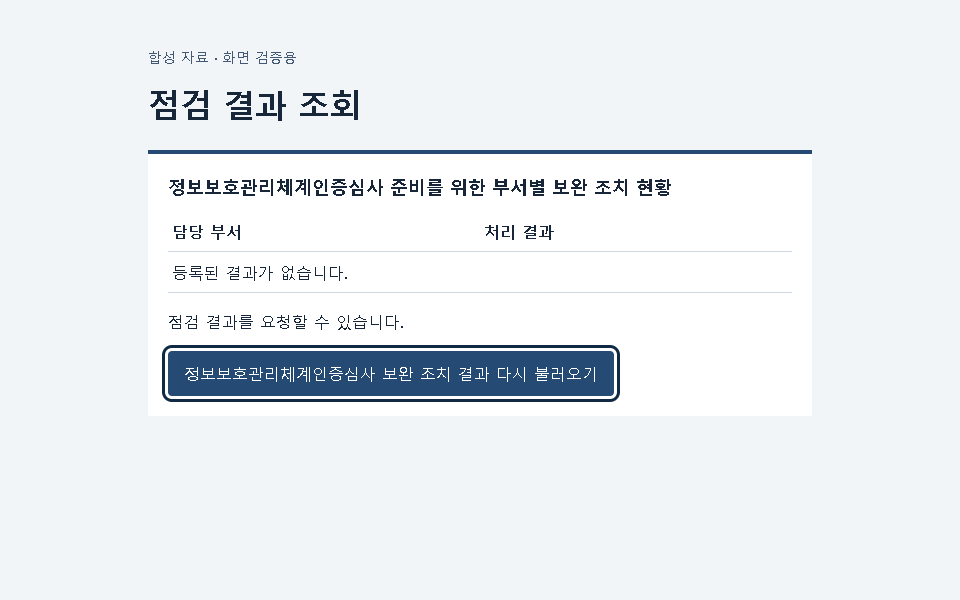 합성 자료 · 화면 검증용
점검 결과 조회
정보보호관리체계인증심사 준비를 위한 부서별 보완 조치 현황
담당 부서 처리 결과
등록된 결과가 없습니다.
점검 결과를 요청할 수 있습니다.
정보보호관리체계인증심사 보완 조치 결과 다시 불러오기